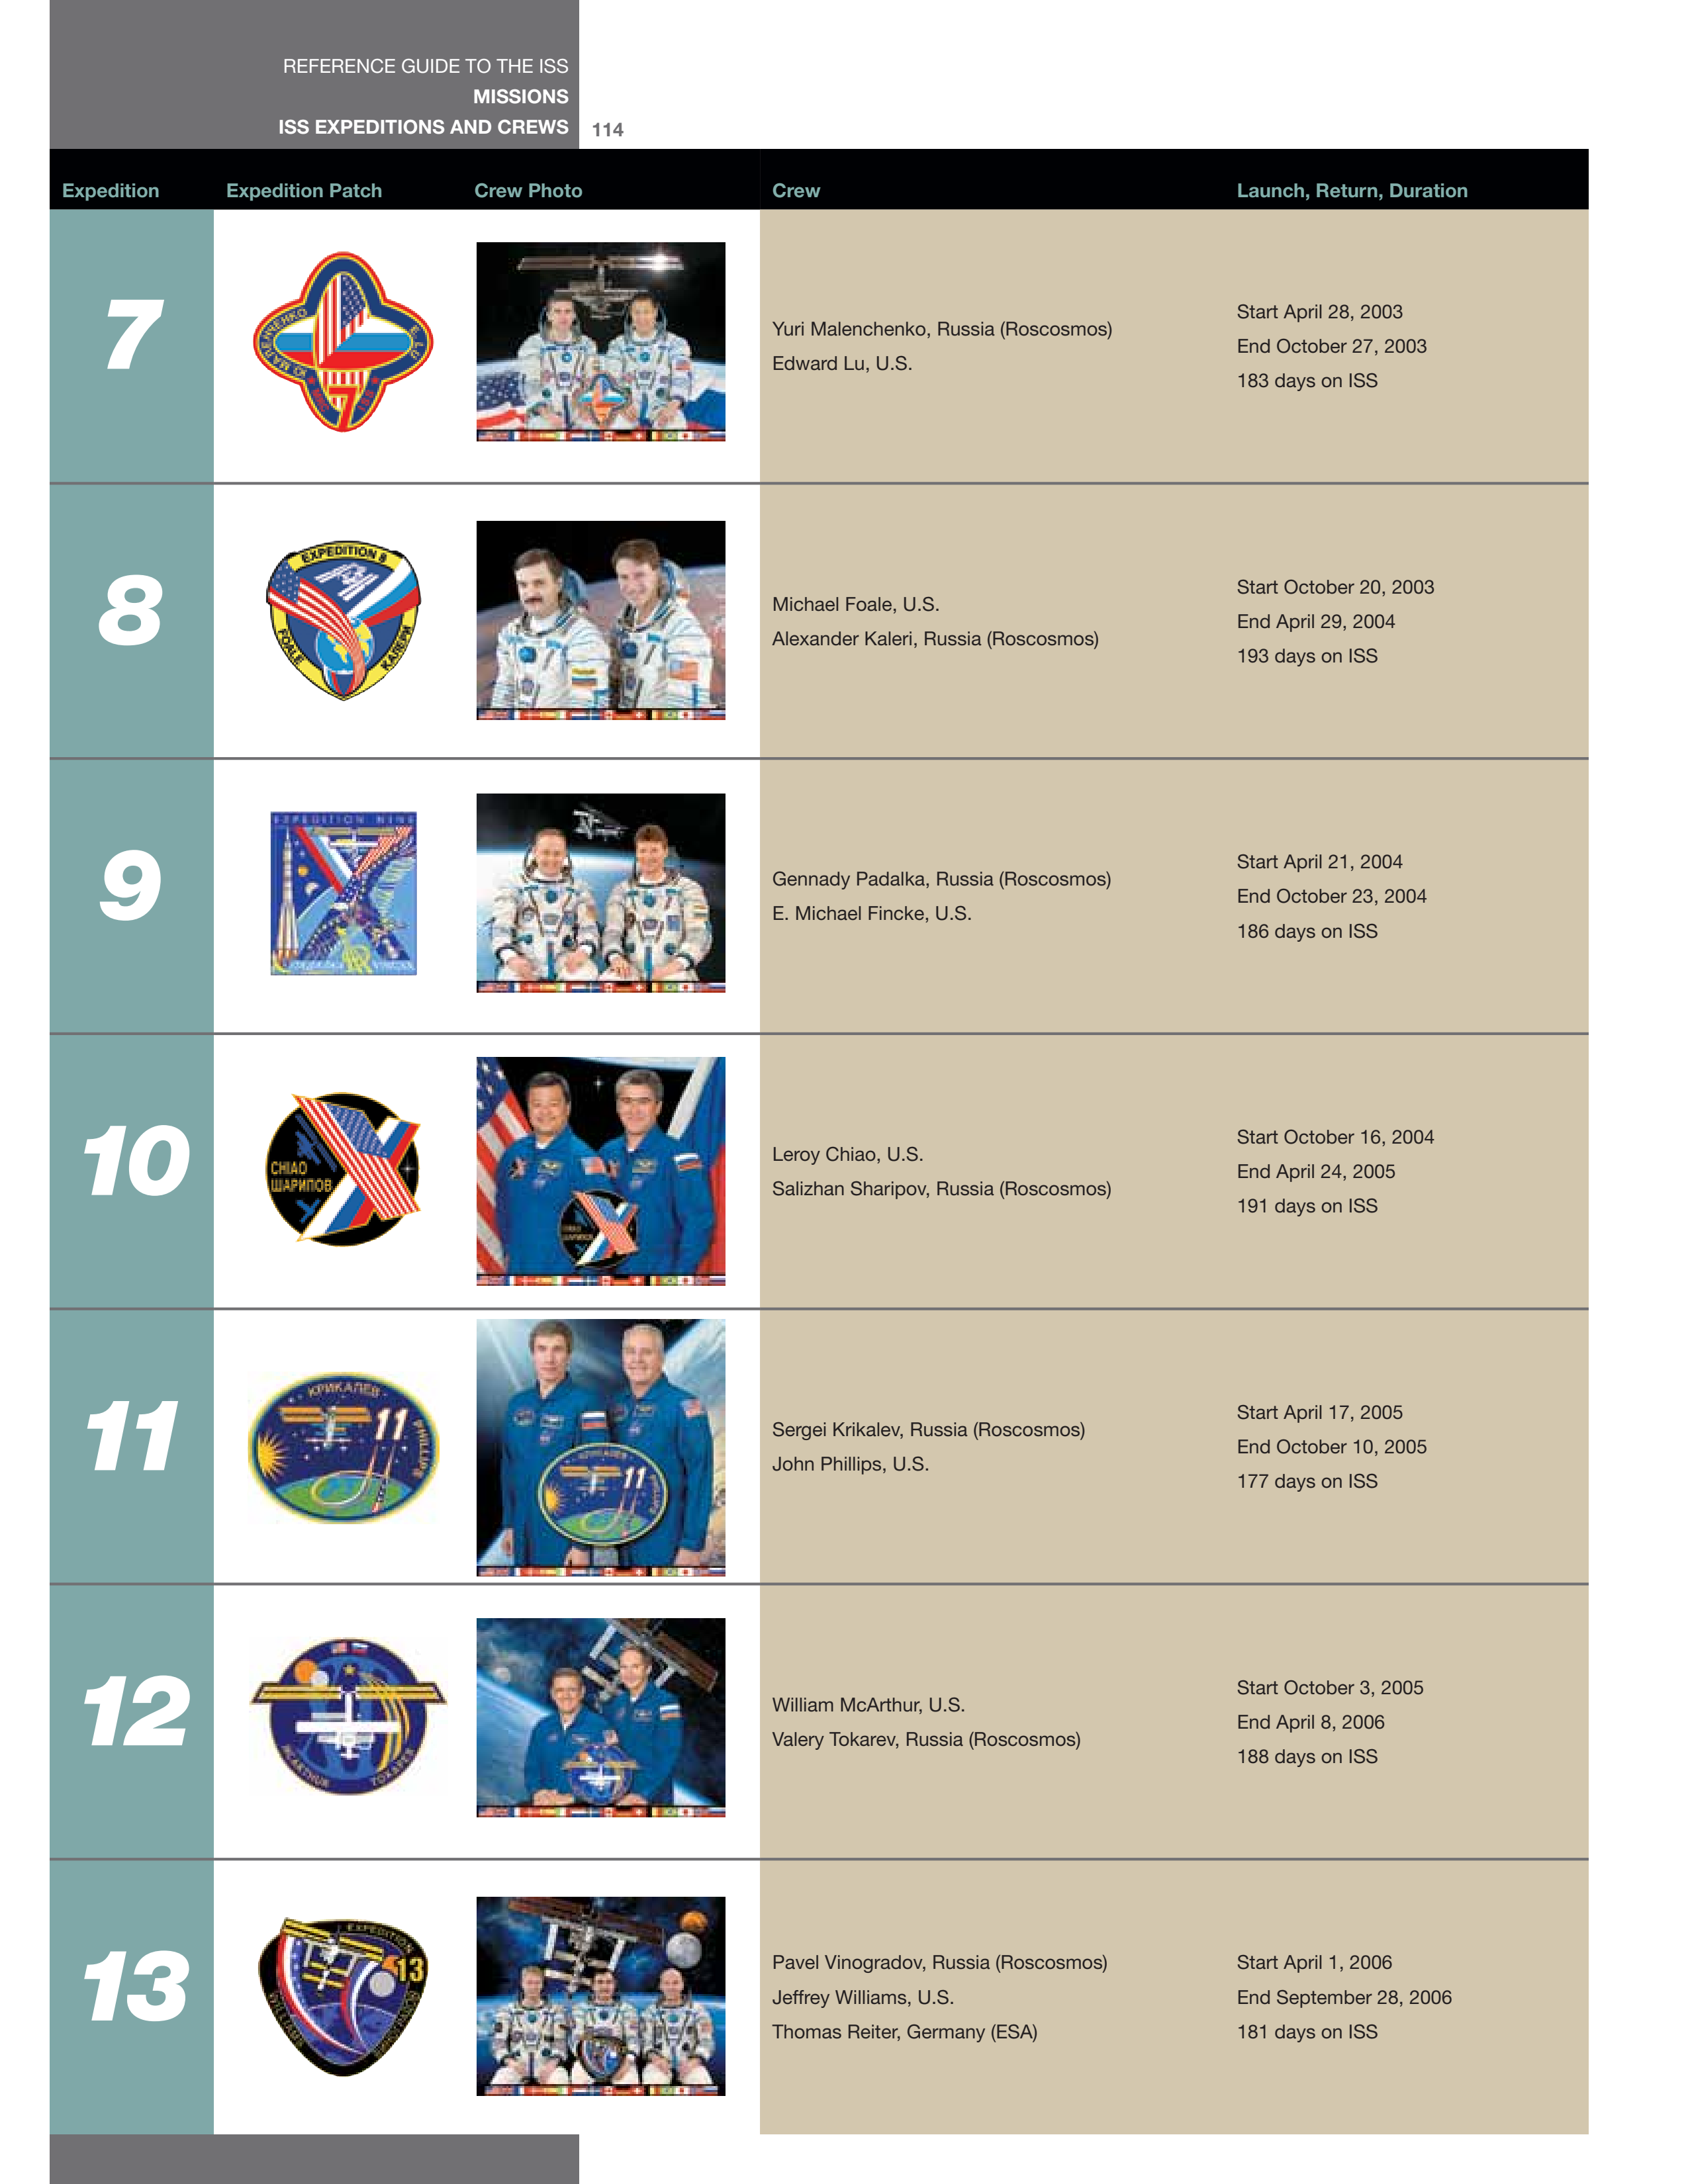 REFERENCE GUIDE TO THE ISS
MISSIONS
ISS EXPEDITIONS AND CREWS 114
Expedition Expedition Patch Crew Photo Crew Launch, Return, Duration
7
Ю МАЛЕНЧЕНКО
E. LU
МКС 7 ISS
Yuri Malenchenko, Russia (Roscosmos)
Edward Lu, U.S.
Start April 28, 2003
End October 27, 2003
183 days on ISS
8
EXPEDITION 8
FOALE
КАЛЕРИ
Michael Foale, U.S.
Alexander Kaleri, Russia (Roscosmos)
Start October 20, 2003
End April 29, 2004
193 days on ISS
9
EXPEDITION NINE
Gennady Padalka, Russia (Roscosmos)
E. Michael Fincke, U.S.
Start April 21, 2004
End October 23, 2004
186 days on ISS
10
CHIAO
ШАРИПОВ
Leroy Chiao, U.S.
Salizhan Sharipov, Russia (Roscosmos)
Start October 16, 2004
End April 24, 2005
191 days on ISS
11
КРИКАЛЁВ
11
PHILLIPS
11
Sergei Krikalev, Russia (Roscosmos)
John Phillips, U.S.
Start April 17, 2005
End October 10, 2005
177 days on ISS
12
MCARTHUR
ТОКАРЕВ
William McArthur, U.S.
Valery Tokarev, Russia (Roscosmos)
Start October 3, 2005
End April 8, 2006
188 days on ISS
13
EXPEDITION
13
WILLIAMS
Pavel Vinogradov, Russia (Roscosmos)
Jeffrey Williams, U.S.
Thomas Reiter, Germany (ESA)
Start April 1, 2006
End September 28, 2006
181 days on ISS